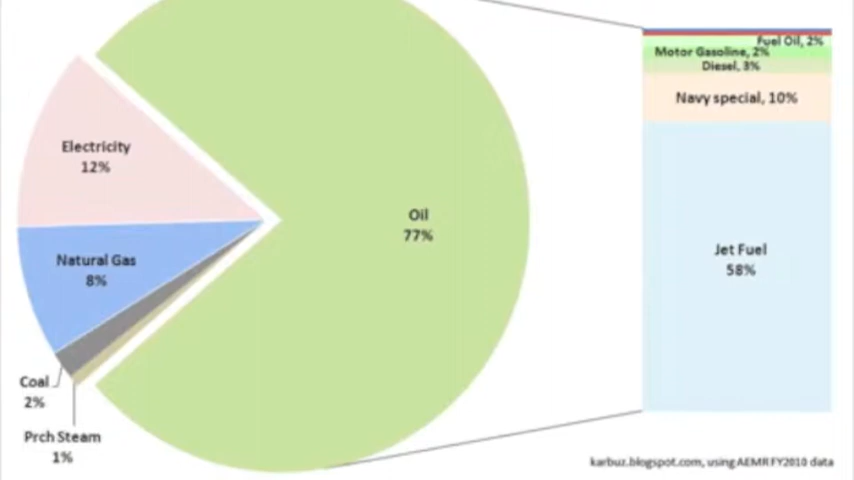 Fuel Oil, 2%
Motor Gasoline, 2%
Diesel, 3%
Navy special, 10%
Electricity
12%
Oil
77%
Jet Fuel
58%
Natural Gas
8%
Coal
2%
Prch Steam
1%
karbuz.blogspot.com, using AEMR FY2010 data